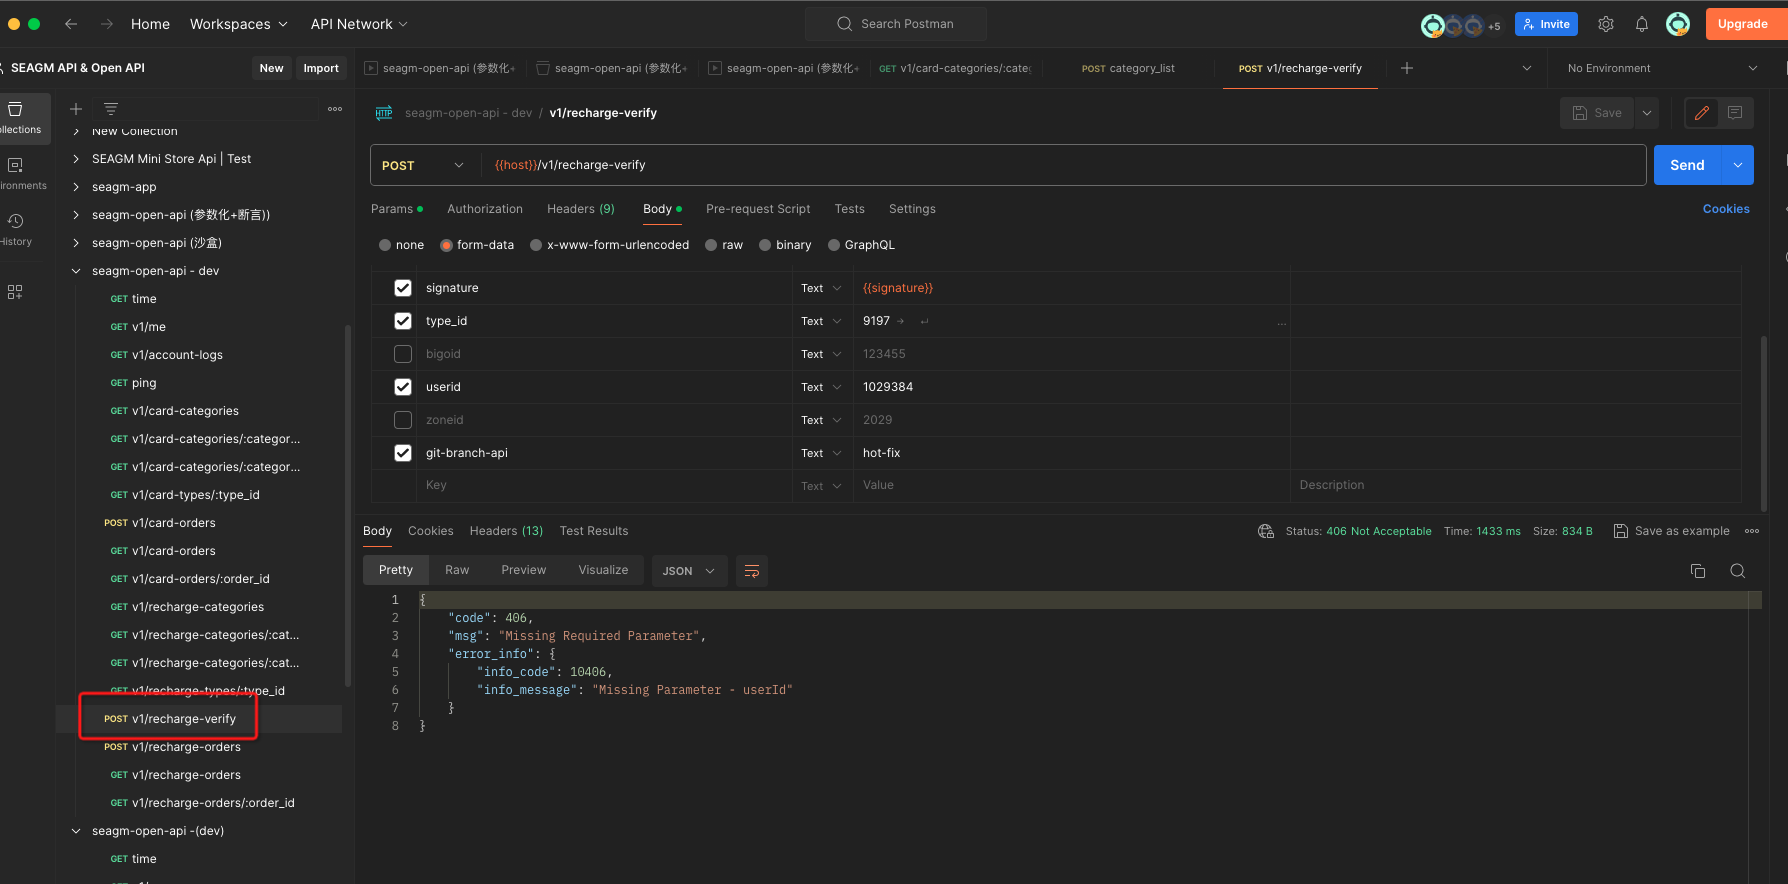 Home Workspaces API Network Search Postman +5 Invite Upgrade
SEAGM API & Open API New Import
seagm-open-api (参数化+ seagm-open-api (参数化+ seagm-open-api (参数化+ GET v1/card-categories/:categ POST category_list POST v1/recharge-verify No Environment
HTTP seagm-open-api - dev / v1/recharge-verify Save
POST {{host}}/v1/recharge-verify Send
Params Authorization Headers (9) Body Pre-request Script Tests Settings Cookies
none form-data x-www-form-urlencoded raw binary GraphQL
signature Text {{signature}}
type_id Text 9197 → ↵ ...
bigoid Text 123455
userid Text 1029384
zoneid Text 2029
git-branch-api Text hot-fix
Key Text Value Description
Body Cookies Headers (13) Test Results Status: 406 Not Acceptable Time: 1433 ms Size: 834 B Save as example
Pretty Raw Preview Visualize JSON
1 {
2 "code": 406,
3 "msg": "Missing Required Parameter",
4 "error_info": {
5 "info_code": 10406,
6 "info_message": "Missing Parameter - userId"
7 }
8 }
ollections
ironments
History
New Collection
SEAGM Mini Store Api | Test
seagm-app
seagm-open-api (参数化+断言))
seagm-open-api (沙盒)
seagm-open-api - dev
GET time
GET v1/me
GET v1/account-logs
GET ping
GET v1/card-categories
GET v1/card-categories/:categor...
GET v1/card-categories/:categor...
GET v1/card-types/:type_id
POST v1/card-orders
GET v1/card-orders
GET v1/card-orders/:order_id
GET v1/recharge-categories
GET v1/recharge-categories/:cat...
GET v1/recharge-categories/:cat...
GET v1/recharge-types/:type_id
POST v1/recharge-verify
POST v1/recharge-orders
GET v1/recharge-orders
GET v1/recharge-orders/:order_id
seagm-open-api -(dev)
GET time